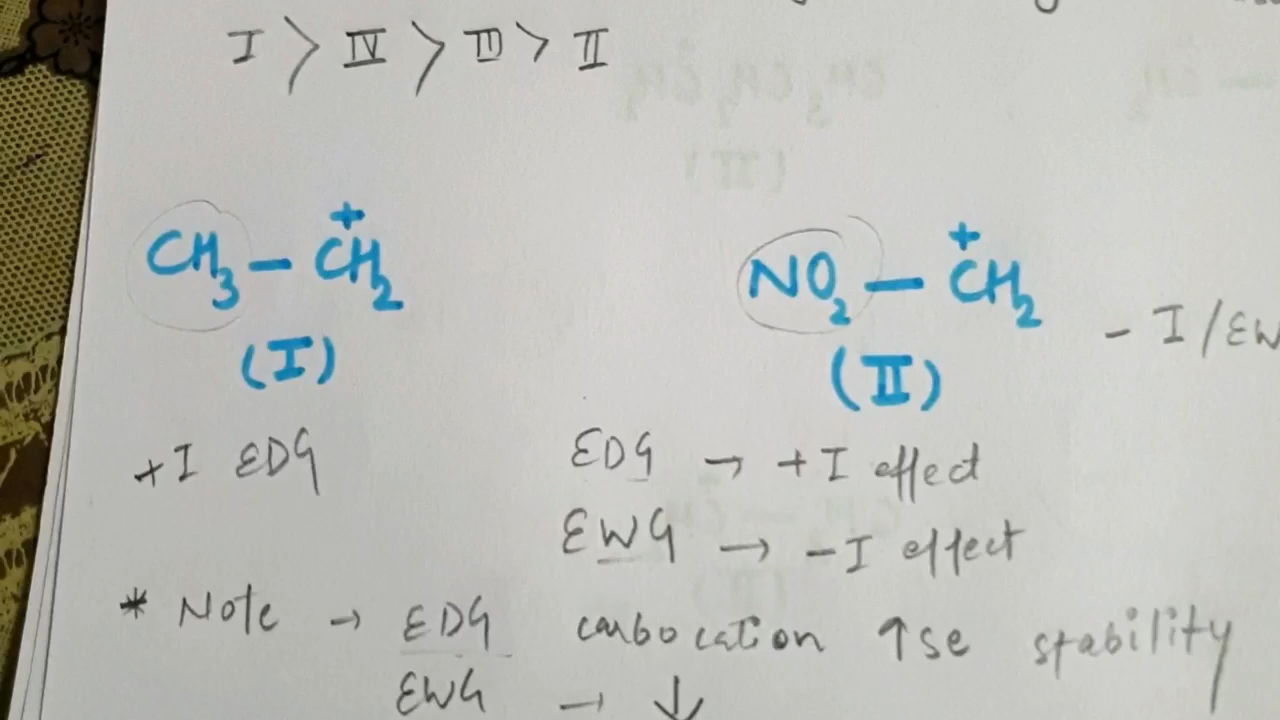 I > IV > III > II
CH₃ – C⁺H₂
NO₂ – C⁺H₂
(I)
(II)
– I / EW
+I EDG
EDG → +I effect
EWG → –I effect
* Note → EDG carbocation ↑se stability
EWG → ↓